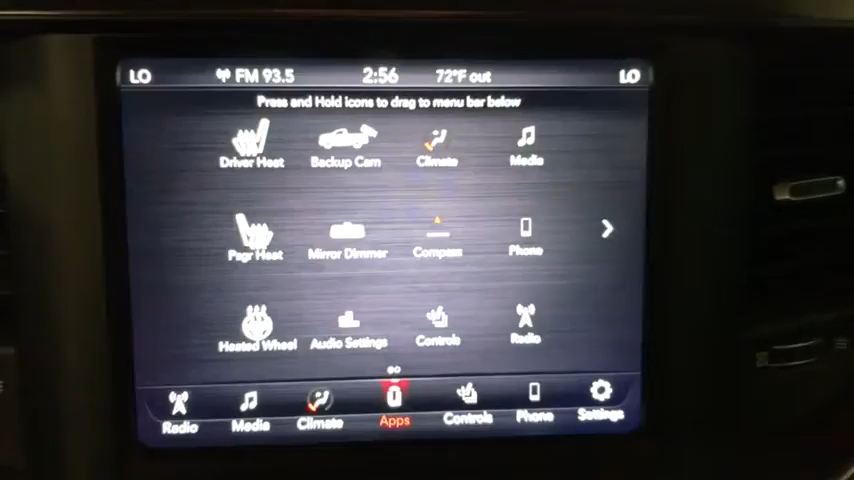 LO FM 93.5 2:56 72°F out LO
Press and Hold icons to drag to menu bar below
Driver Heat Backup Cam Climate Media
Psgr Heat Mirror Dimmer Compass Phone
Heated Wheel Audio Settings Controls Radio
Radio Media Climate Apps Controls Phone Settings